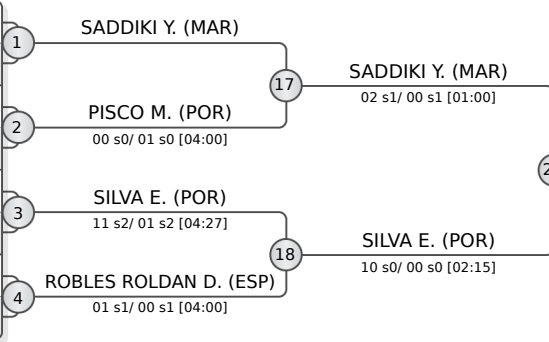 SADDIKI Y. (MAR)
1
17
SADDIKI Y. (MAR)
02 s1/ 00 s1 [01:00]
PISCO M. (POR)
2
00 s0/ 01 s0 [04:00]
SILVA E. (POR)
3
11 s2/ 01 s2 [04:27]
18
SILVA E. (POR)
10 s0/ 00 s0 [02:15]
ROBLES ROLDAN D. (ESP)
4
01 s1/ 00 s1 [04:00]